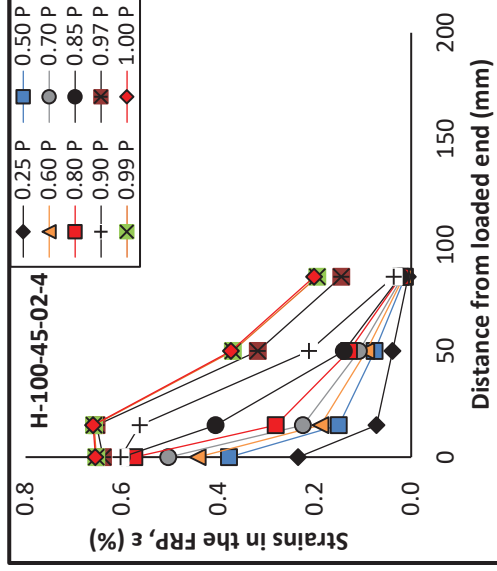 H-100-45-02-4
0.25 P
0.50 P
0.60 P
0.70 P
0.80 P
0.85 P
0.90 P
0.97 P
0.99 P
1.00 P
Strains in the FRP, ε (%)
0.8
0.6
0.4
0.2
0.0
0
50
100
150
200
Distance from loaded end (mm)